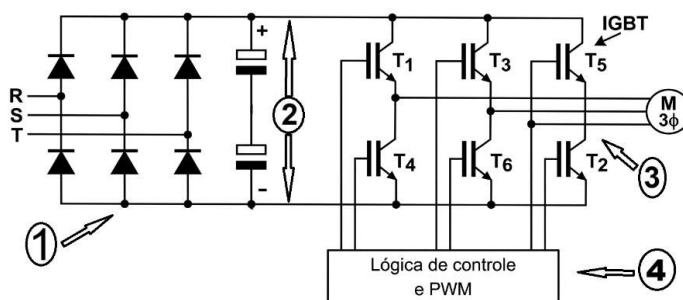 IGBT
+
T1
T3
T5
R
S
T
2
M
3ϕ
T4
T6
T2
3
-
1
Lógica de controle
e PWM
4